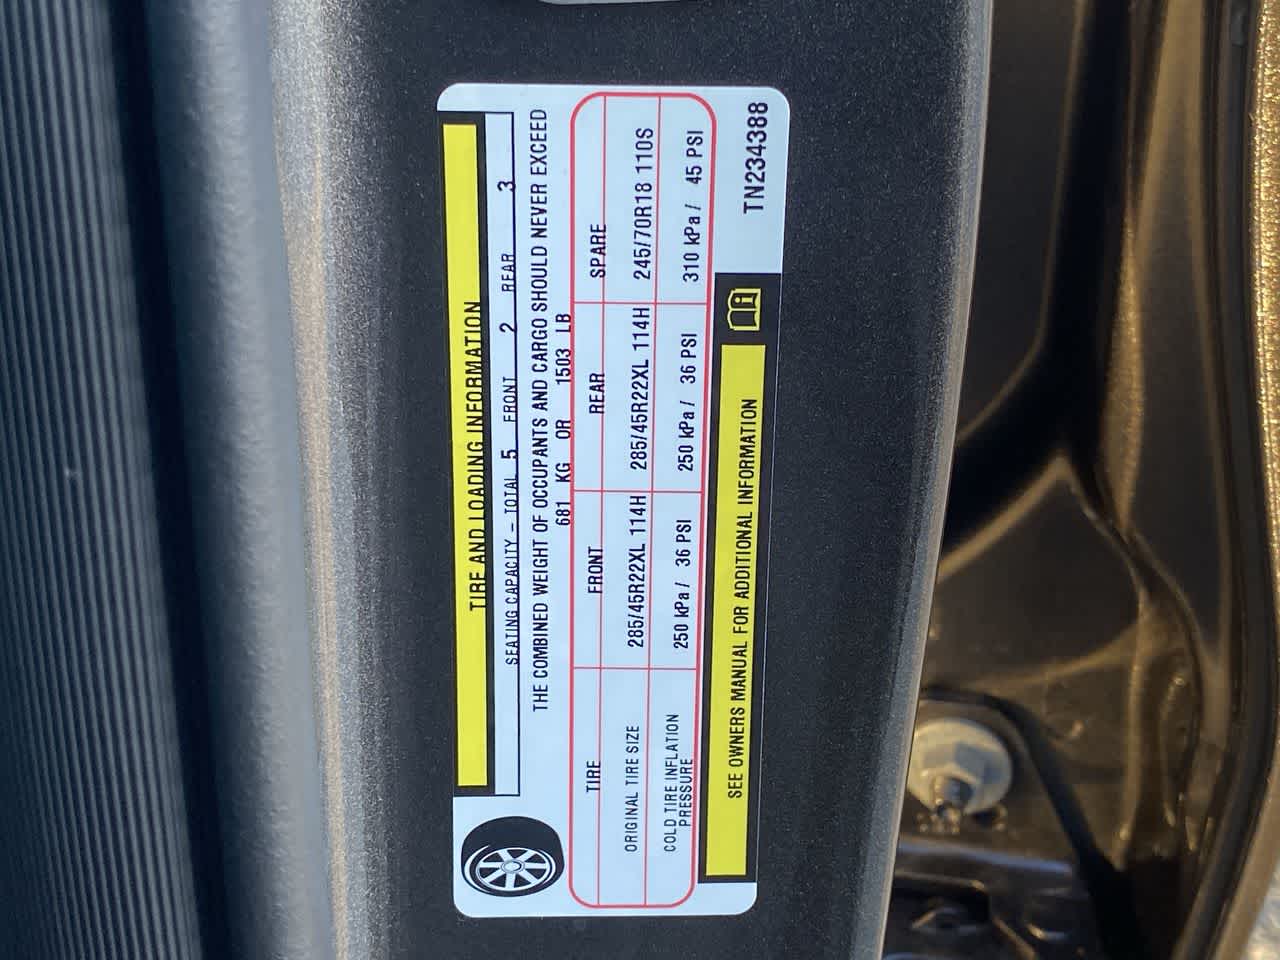 TIRE AND LOADING INFORMATION
SEATING CAPACITY - TOTAL 5 FRONT 2 REAR 3
THE COMBINED WEIGHT OF OCCUPANTS AND CARGO SHOULD NEVER EXCEED
681 KG OR 1503 LB
TIRE FRONT REAR SPARE
ORIGINAL TIRE SIZE 285/45R22XL 114H 285/45R22XL 114H 245/70R18 110S
COLD TIRE INFLATION
PRESSURE 250 kPa / 36 PSI 250 kPa / 36 PSI 310 kPa / 45 PSI
SEE OWNERS MANUAL FOR ADDITIONAL INFORMATION
TN234388